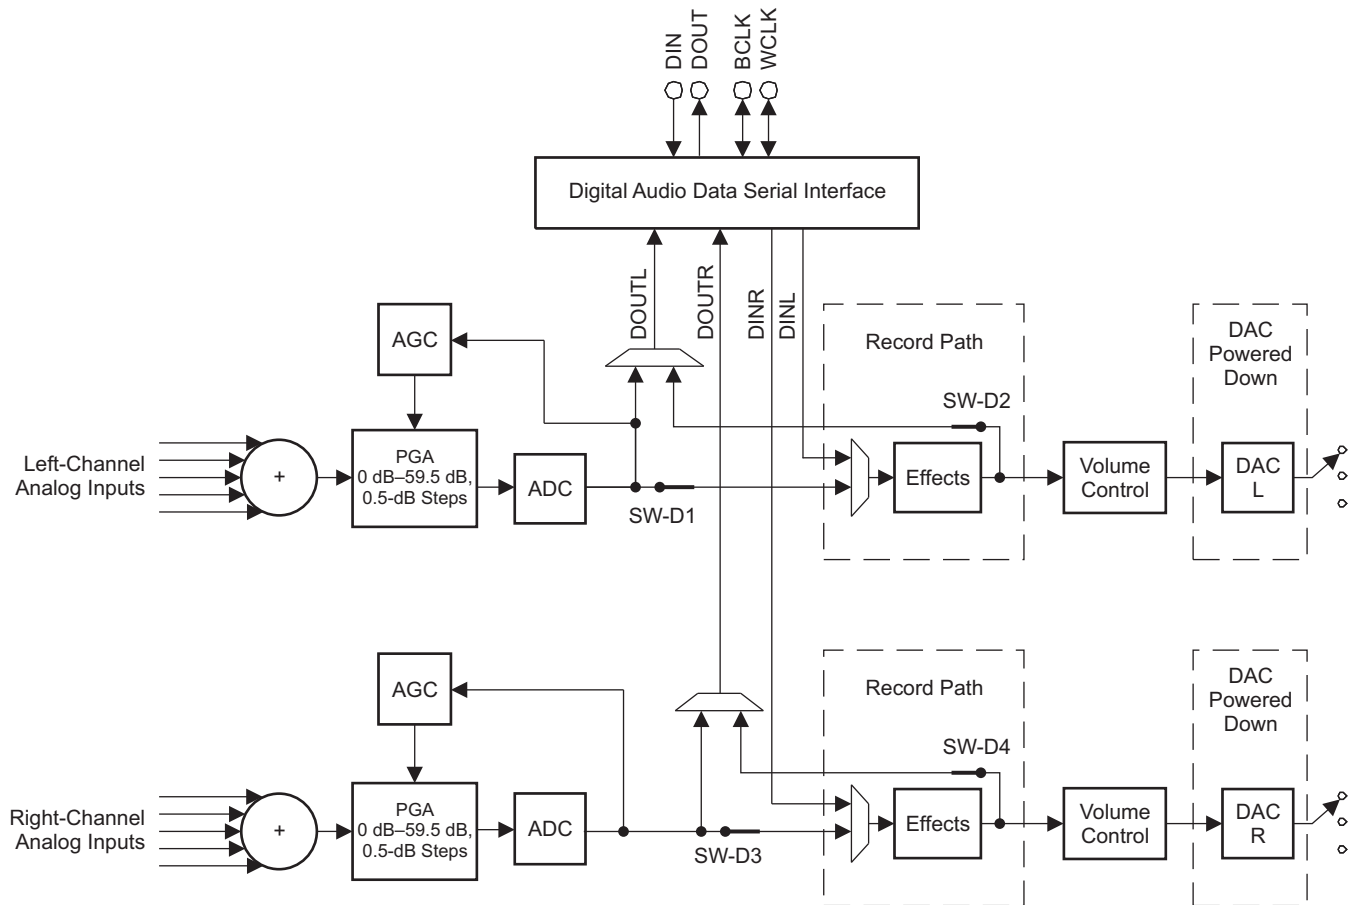 DIN
DOUT
BCLK
WCLK
Digital Audio Data Serial Interface
DOUTL
DOUTR
DINR
DINL
AGC
Record Path
DAC
Powered
Down
SW-D2
Left-Channel
Analog Inputs
+
PGA
0 dB–59.5 dB,
0.5-dB Steps
ADC
SW-D1
Effects
Volume
Control
DAC
L
AGC
Record Path
DAC
Powered
Down
SW-D4
Right-Channel
Analog Inputs
+
PGA
0 dB–59.5 dB,
0.5-dB Steps
ADC
SW-D3
Effects
Volume
Control
DAC
R